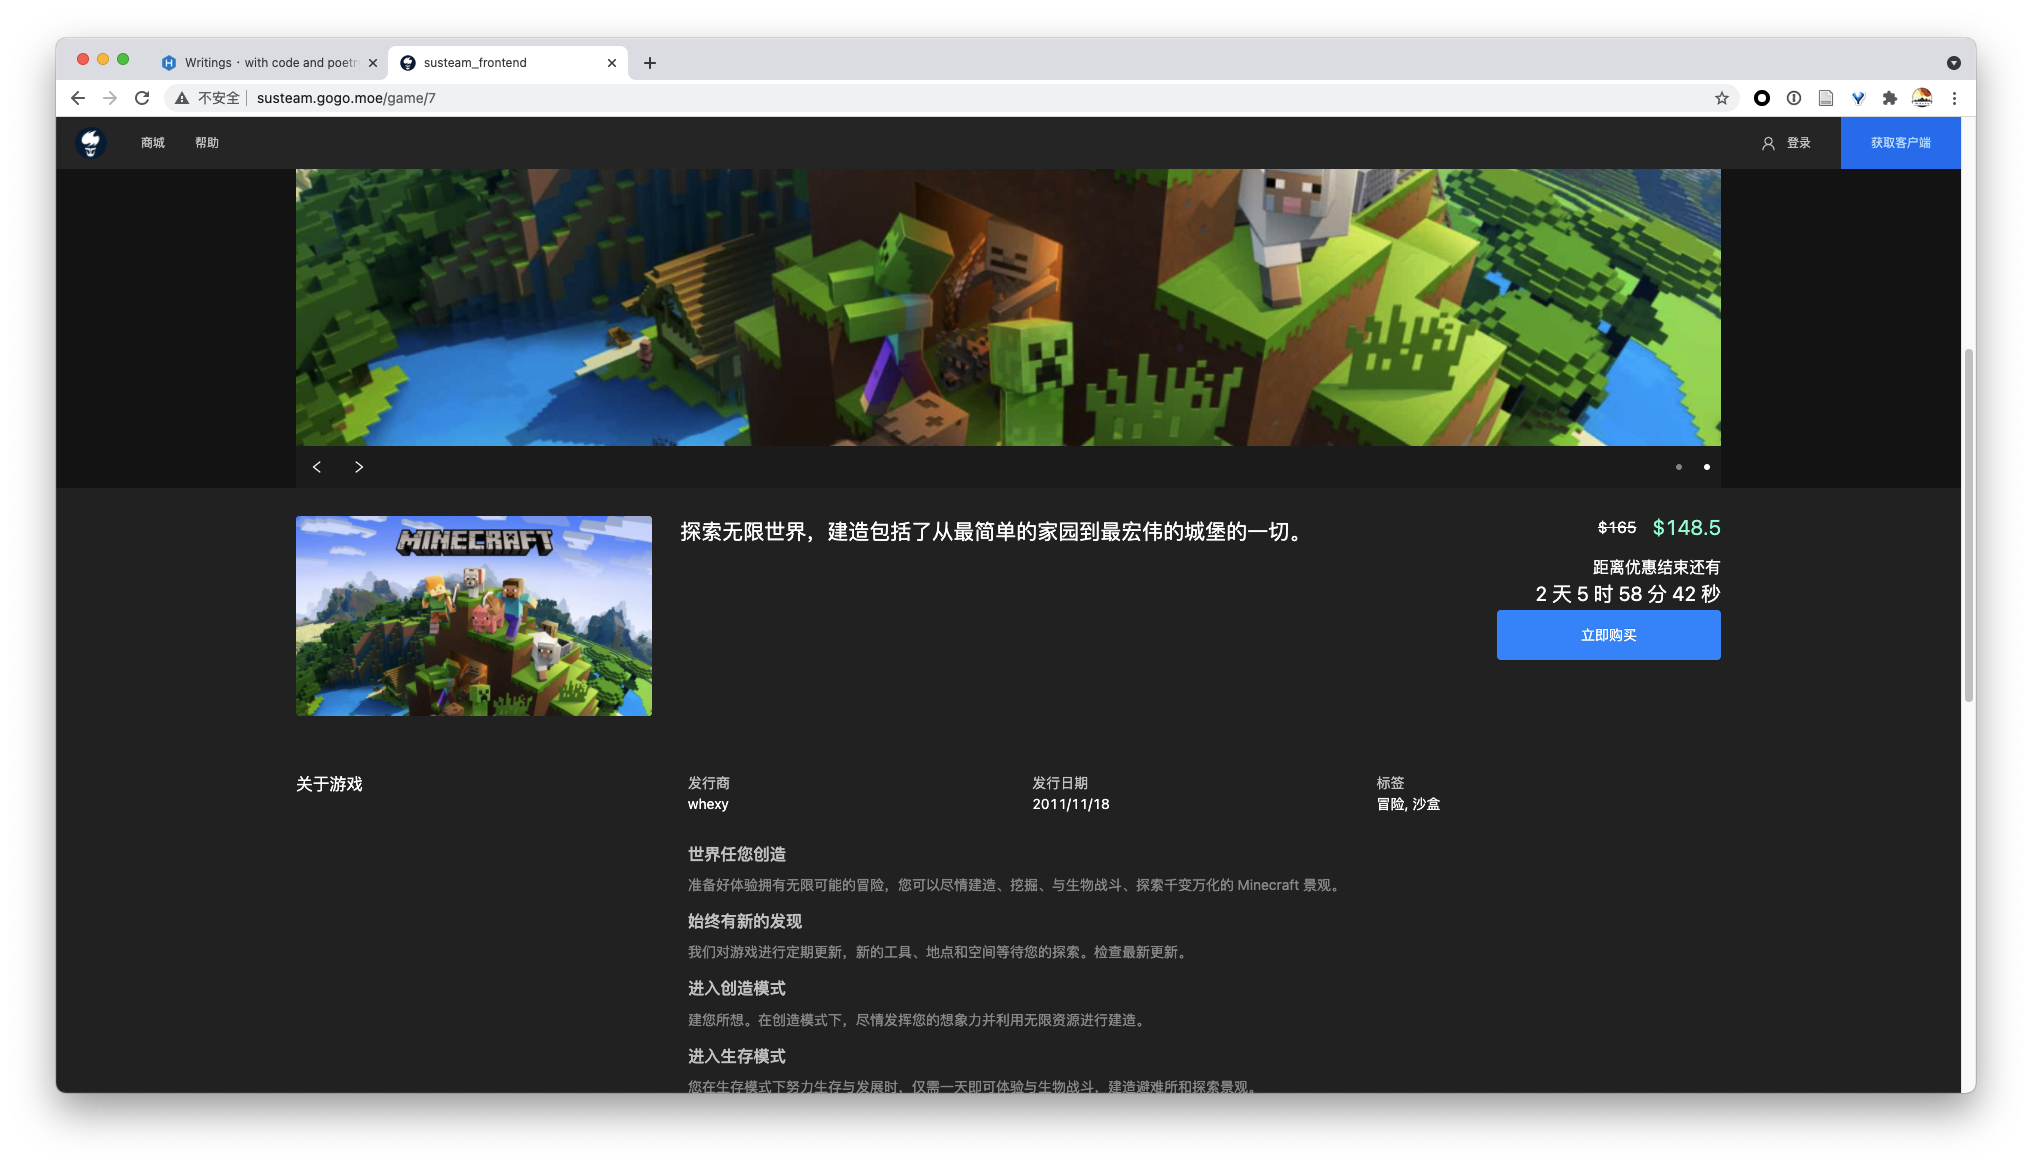 Writings · with code and poetr
susteam_frontend
不安全
susteam.gogo.moe/game/7
商城
帮助
登录
获取客户端
MINECRAFT
探索无限世界，建造包括了从最简单的家园到最宏伟的城堡的一切。
$165 $148.5
距离优惠结束还有
2 天 5 时 58 分 42 秒
立即购买
关于游戏
发行商
whexy
发行日期
2011/11/18
标签
冒险, 沙盒
世界任您创造
准备好体验拥有无限可能的冒险，您可以尽情建造、挖掘、与生物战斗、探索千变万化的 Minecraft 景观。
始终有新的发现
我们对游戏进行定期更新，新的工具、地点和空间等待您的探索。检查最新更新。
进入创造模式
建您所想。在创造模式下，尽情发挥您的想象力并利用无限资源进行建造。
进入生存模式
您在生存模式下努力生存与发展时，仅需一天即可体验与生物战斗，建造避难所和探索景观。